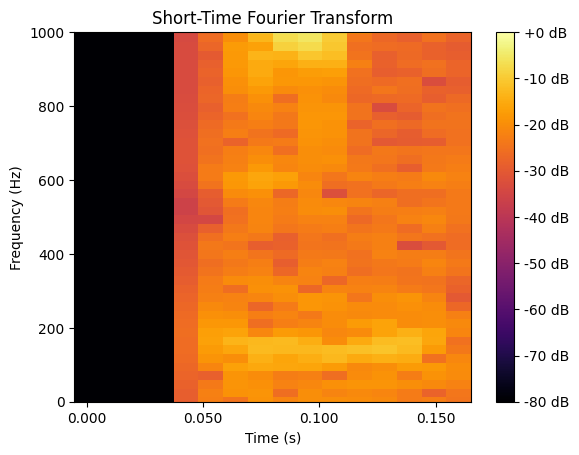 Short-Time Fourier Transform
1000
800
600
400
200
0
Frequency (Hz)
0.000
0.050
0.100
0.150
Time (s)
+0 dB
-10 dB
-20 dB
-30 dB
-40 dB
-50 dB
-60 dB
-70 dB
-80 dB